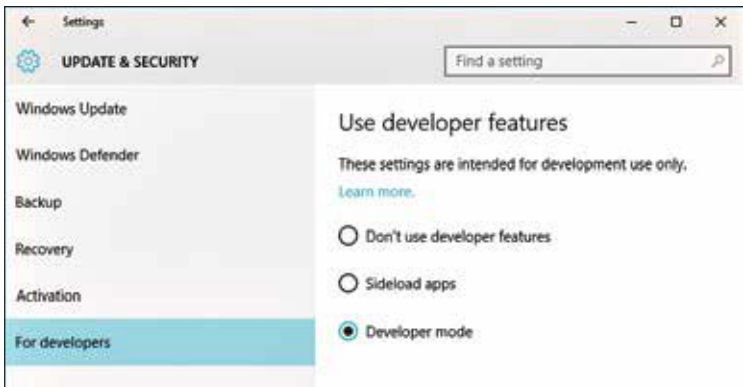 Settings
UPDATE & SECURITY
Find a setting
Windows Update
Windows Defender
Backup
Recovery
Activation
For developers
Use developer features
These settings are intended for development use only.
Learn more.
Don't use developer features
Sideload apps
Developer mode